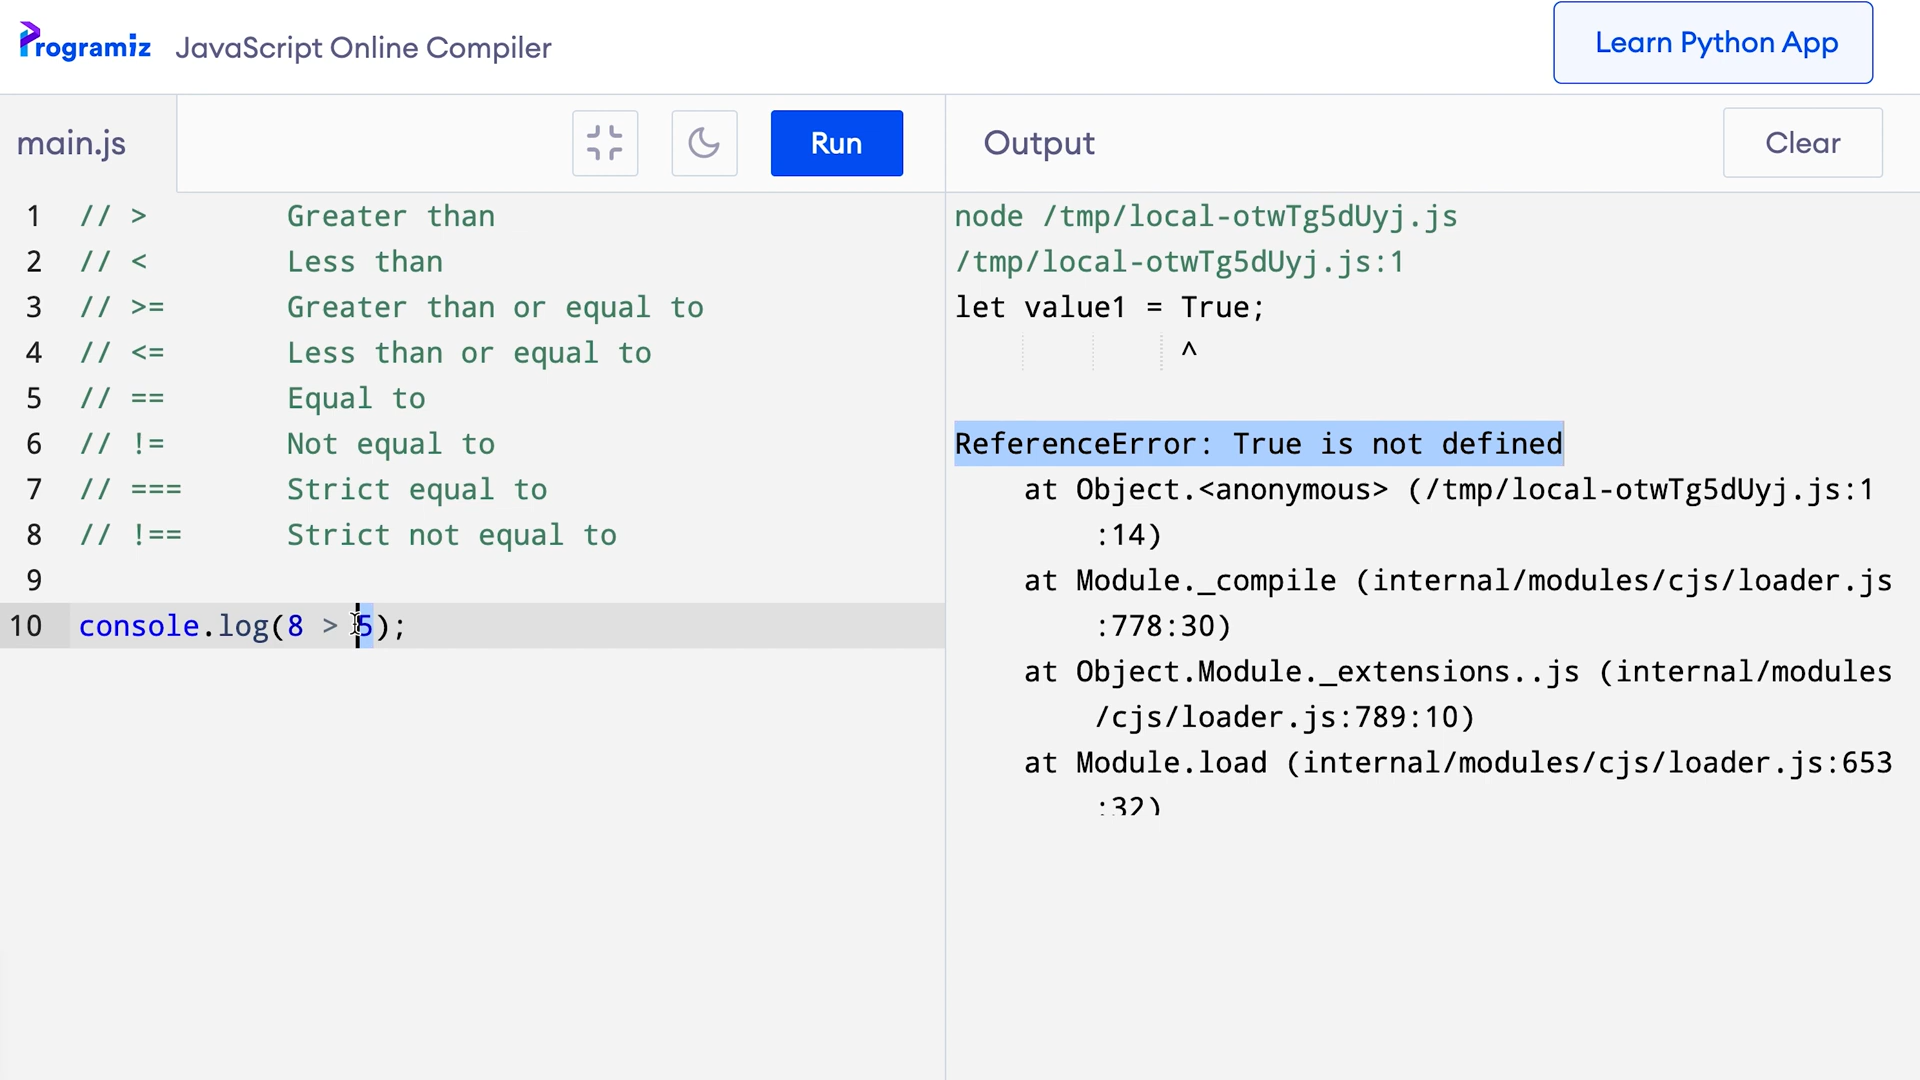 Programiz JavaScript Online Compiler
Learn Python App
main.js
Run
Output
Clear
1 // > Greater than
2 // < Less than
3 // >= Greater than or equal to
4 // <= Less than or equal to
5 // == Equal to
6 // != Not equal to
7 // === Strict equal to
8 // !== Strict not equal to
9
10 console.log(8 > 5);
node /tmp/local-otwTg5dUyj.js
/tmp/local-otwTg5dUyj.js:1
let value1 = True;
^
ReferenceError: True is not defined
at Object.<anonymous> (/tmp/local-otwTg5dUyj.js:1
:14)
at Module._compile (internal/modules/cjs/loader.js
:778:30)
at Object.Module._extensions..js (internal/modules
/cjs/loader.js:789:10)
at Module.load (internal/modules/cjs/loader.js:653
:32)